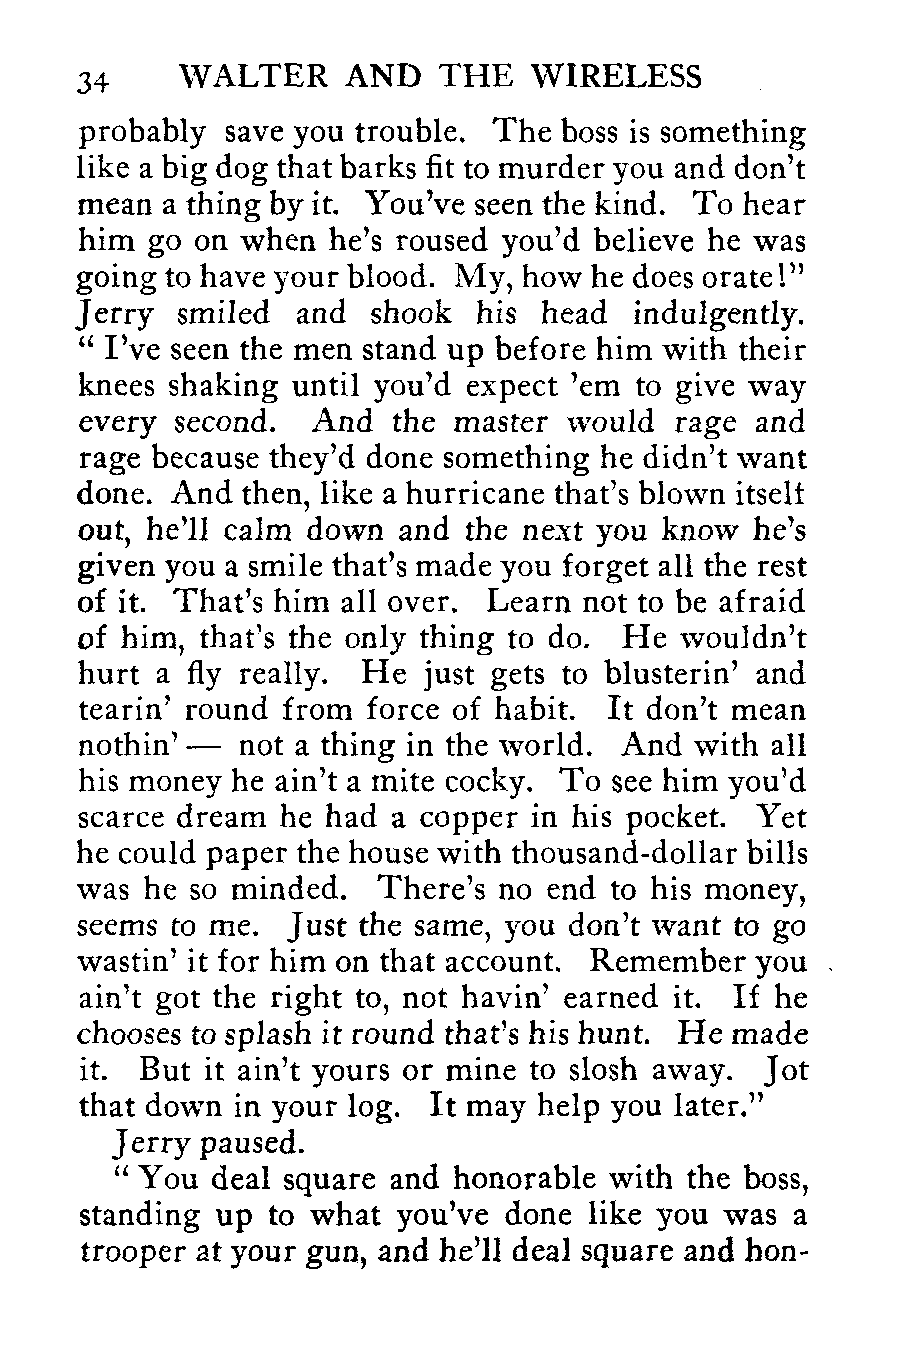 34 WALTER AND THE WIRELESS
probably save you trouble. The boss is something
like a big dog that barks fit to murder you and don't
mean a thing by it. You've seen the kind. To hear
him go on when he's roused you'd believe he was
going to have your blood. My, how he does orate!"
Jerry smiled and shook his head indulgently.
" I've seen the men stand up before him with their
knees shaking until you'd expect 'em to give way
every second. And the master would rage and
rage because they'd done something he didn't want
done. And then, like a hurricane that's blown itself
out, he'll calm down and the next you know he's
given you a smile that's made you forget all the rest
of it. That's him all over. Learn not to be afraid
of him, that's the only thing to do. He wouldn't
hurt a fly really. He just gets to blusterin' and
tearin' round from force of habit. It don't mean
nothin' — not a thing in the world. And with all
his money he ain't a mite cocky. To see him you'd
scarce dream he had a copper in his pocket. Yet
he could paper the house with thousand-dollar bills
was he so minded. There's no end to his money,
seems to me. Just the same, you don't want to go
wastin' it for him on that account. Remember you
ain't got the right to, not havin' earned it. If he
chooses to splash it round that's his hunt. He made
it. But it ain't yours or mine to slosh away. Jot
that down in your log. It may help you later."
Jerry paused.
" You deal square and honorable with the boss,
standing up to what you've done like you was a
trooper at your gun, and he'll deal square and hon-